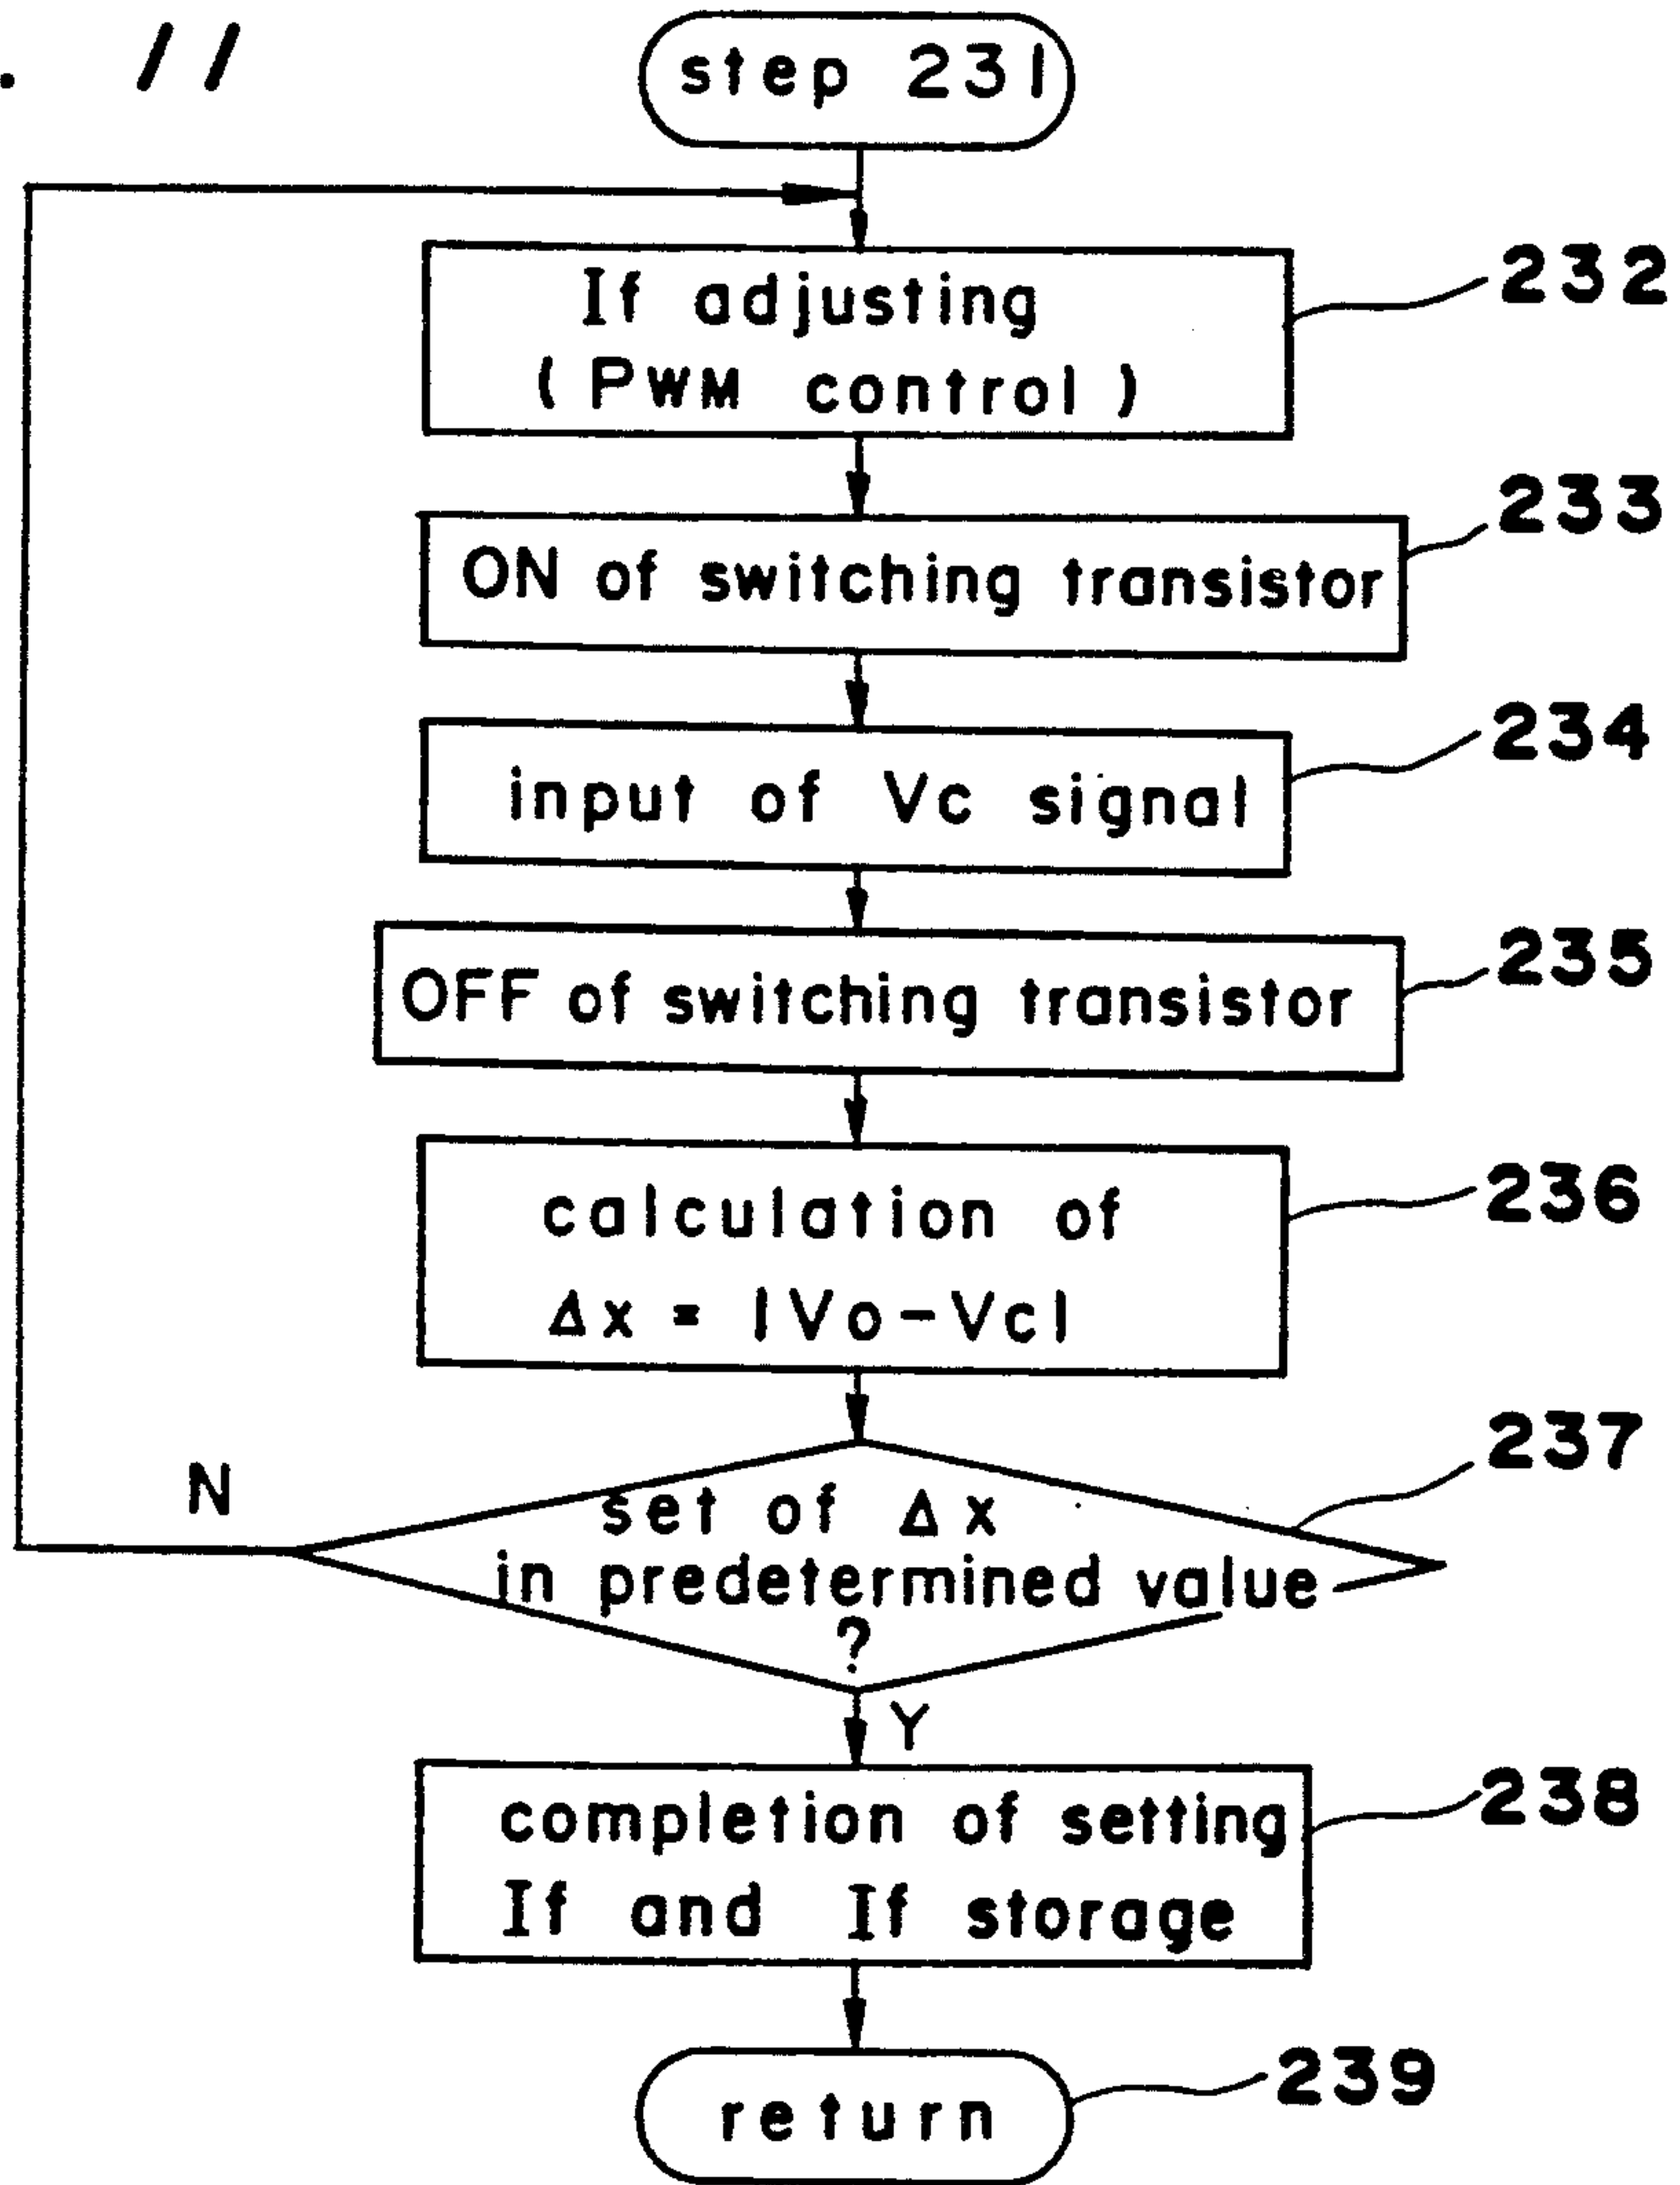 . 11
step 231
If adjusting
( PWM control )
232
ON of switching transistor
233
input of Vc signal
234
OFF of switching transistor
235
calculation of
Δx = |Vo-Vc|
236
N
set of Δx
in predetermined value
?
237
Y
completion of setting
If and If storage
238
return
239